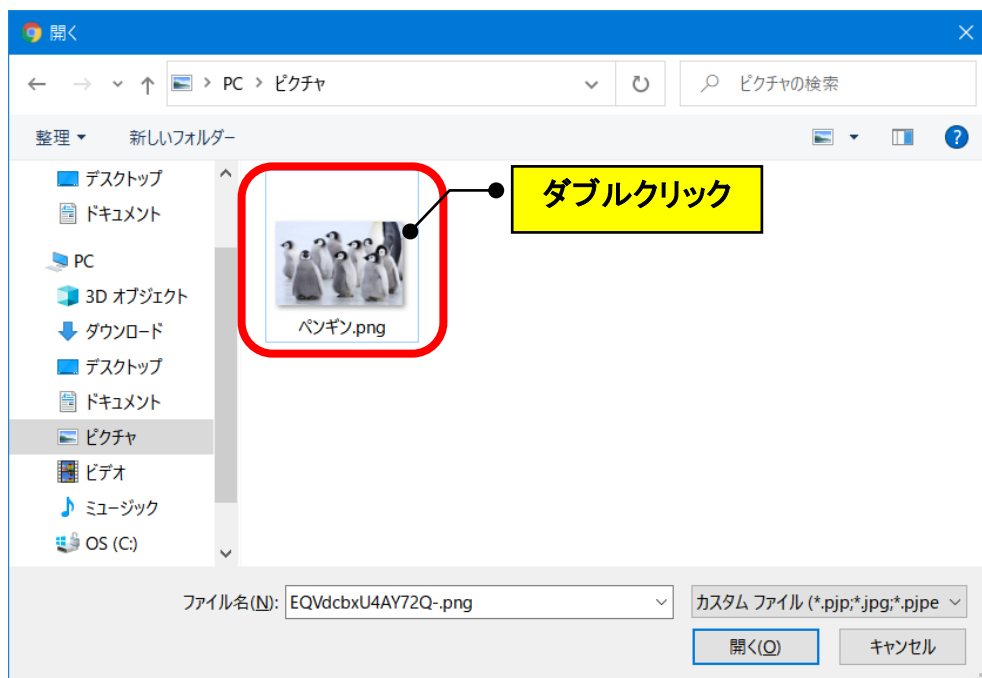 開く
PC > ピクチャ
ピクチャの検索
整理
新しいフォルダー
?
デスクトップ
ドキュメント
PC
3D オブジェクト
ダウンロード
デスクトップ
ドキュメント
ピクチャ
ビデオ
ミュージック
OS (C:)
ダブルクリック
ペンギン.png
ファイル名(N):
EQVdcbxU4AY72Q-.png
カスタム ファイル (*.pjp;*.jpg;*.pjpe
開く(O)
キャンセル